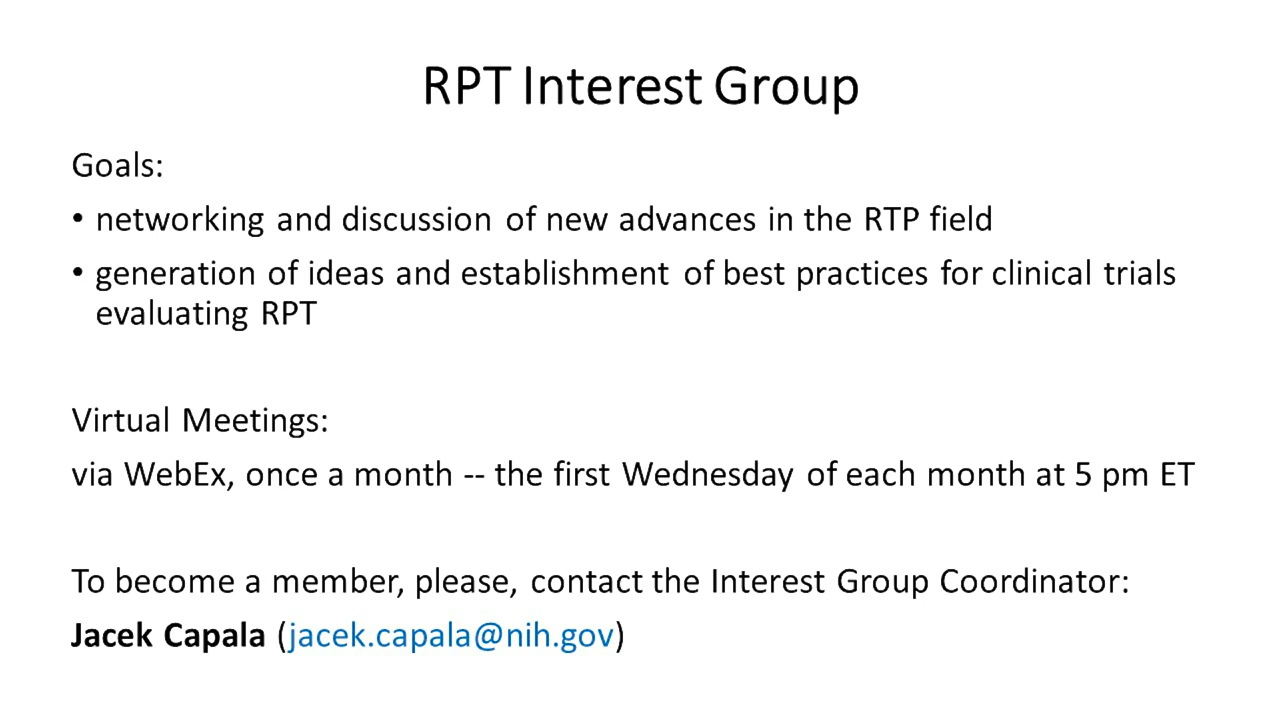 RPT Interest Group
Goals:
• networking and discussion of new advances in the RTP field
• generation of ideas and establishment of best practices for clinical trials
evaluating RPT
Virtual Meetings:
via WebEx, once a month -- the first Wednesday of each month at 5 pm ET
To become a member, please, contact the Interest Group Coordinator:
Jacek Capala (jacek.capala@nih.gov)